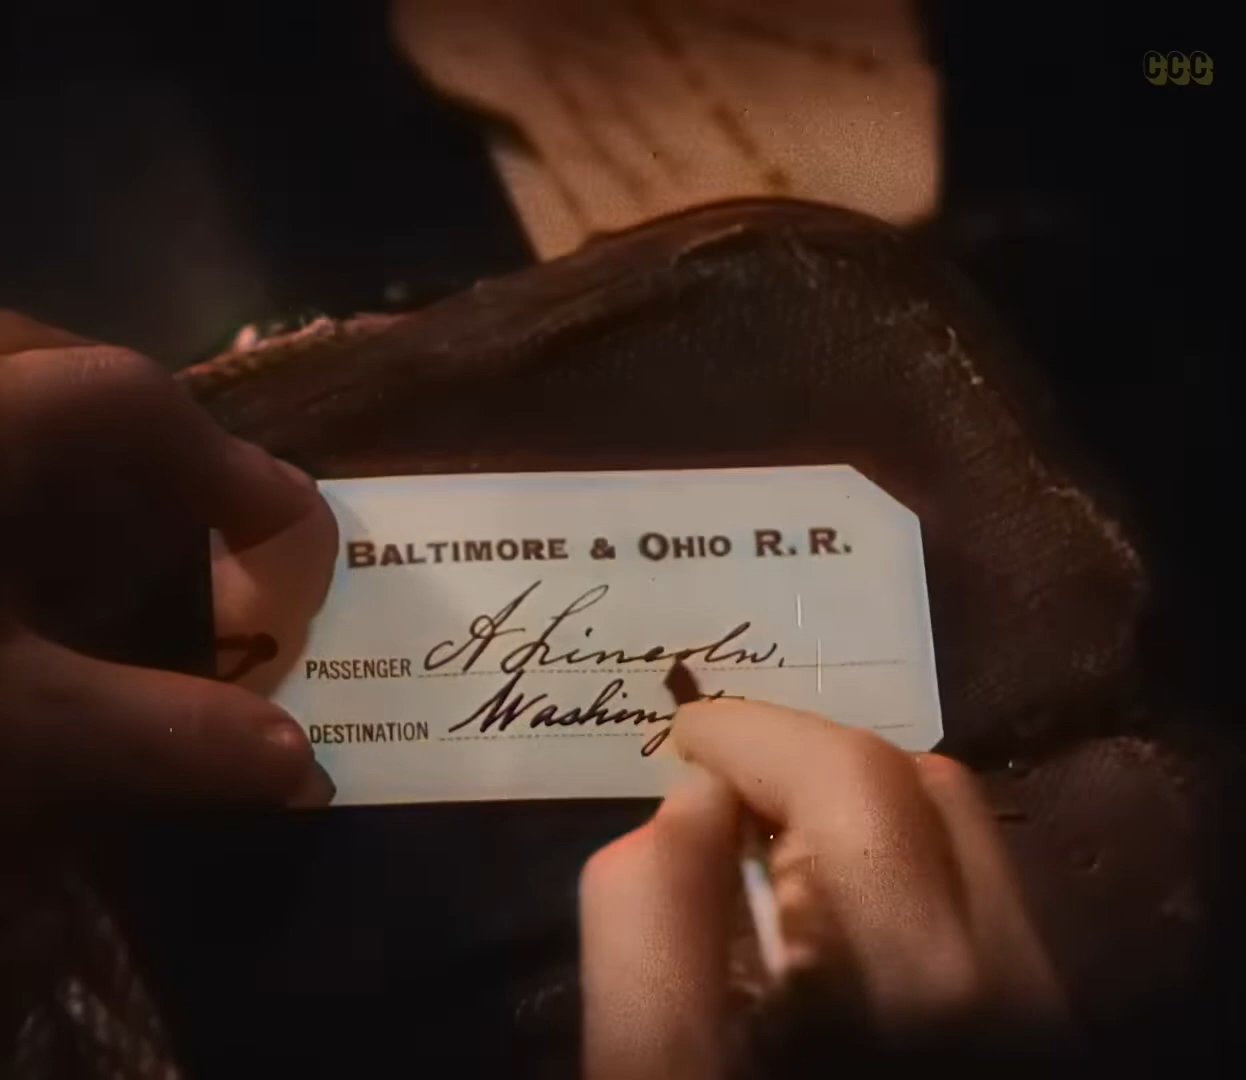 CCC
BALTIMORE & OHIO R. R.
PASSENGER A Lincoln.
DESTINATION